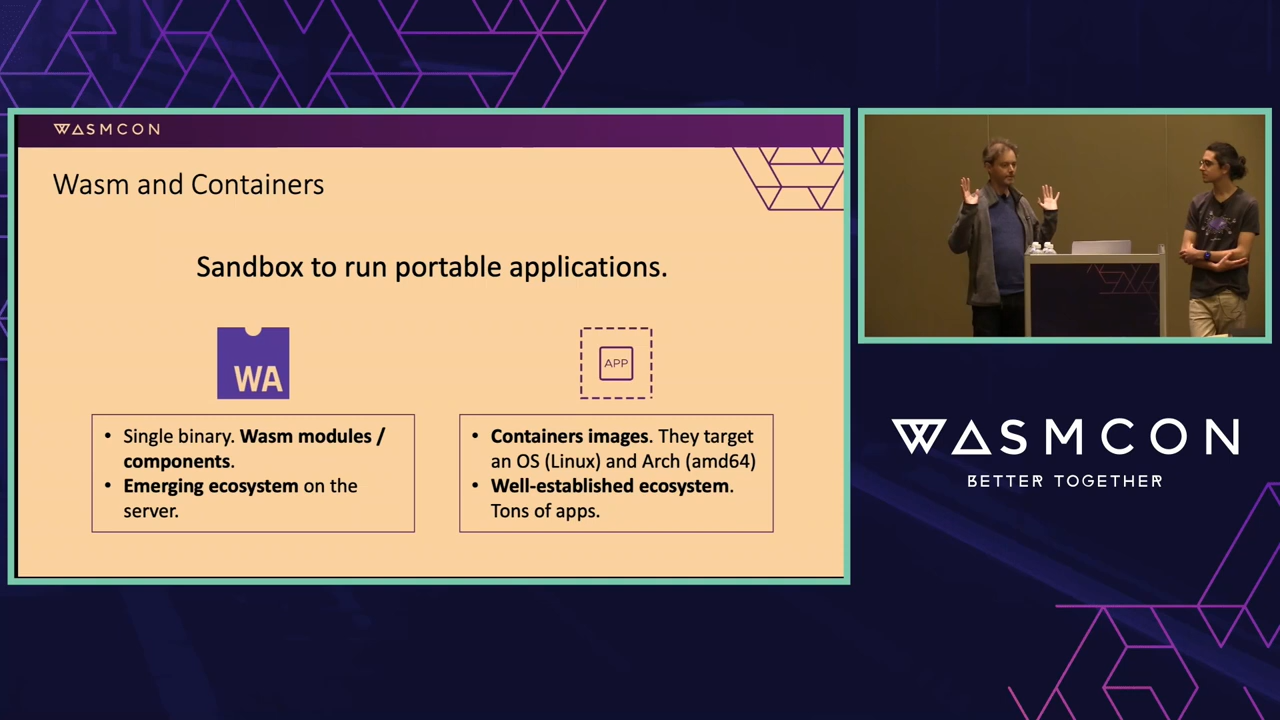 WASMCON
Wasm and Containers
Sandbox to run portable applications.
WA
• Single binary. Wasm modules /
components.
• Emerging ecosystem on the
server.
APP
• Containers images. They target
an OS (Linux) and Arch (amd64)
• Well-established ecosystem.
Tons of apps.
WASMCON
BETTER TOGETHER